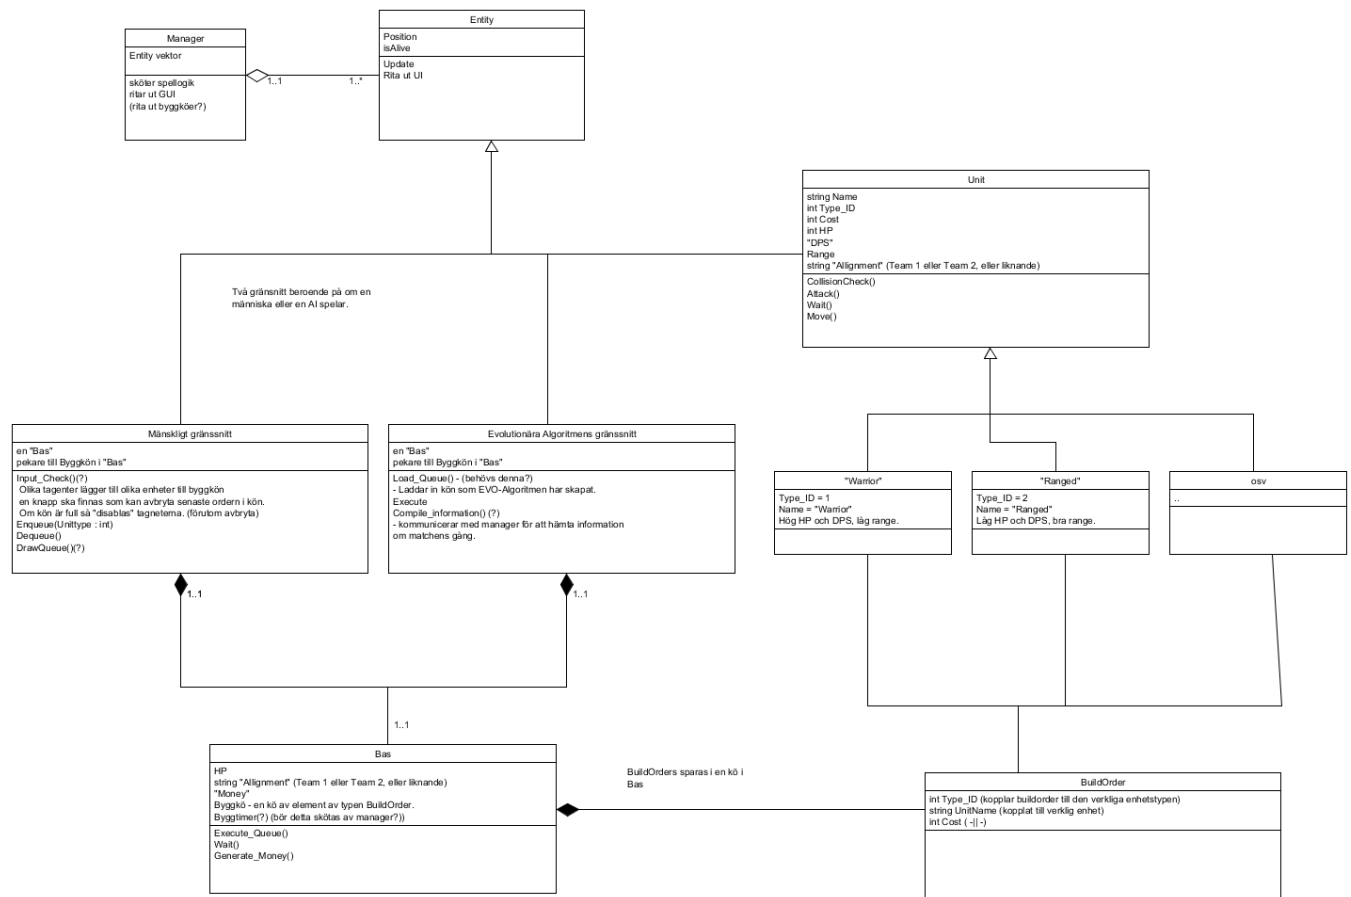 Entity
Position
isAlive
Update
Rita ut UI
Manager
Entity vektor
sköter spellogik
ritar ut GUI
(rita ut byggköer?)
1..1
1..*
Unit
string Name
int Type_ID
int Cost
int HP
"DPS"
Range
string "Allignment" (Team 1 eller Team 2, eller liknande)
CollisionCheck()
Attack()
Wait()
Move()
Två gränsnitt beroende på om en
människa eller en AI spelar.
Mänskligt gränssnitt
en "Bas"
pekare till Byggkön i "Bas"
Input_Check()(?)
Olika tagenter lägger till olika enheter till byggkön
en knapp ska finnas som kan avbryta senaste ordern i kön.
Om kön är full så "disablas" tagneterna. (förutom avbryta)
Enqueue(Unittype : int)
Dequeue()
DrawQueue()(?)
Evolutionära Algoritmens gränssnitt
en "Bas"
pekare till Byggkön i "Bas"
Load_Queue() - (behövs denna?)
- Laddar in kön som EVO-Algoritmen har skapat.
Execute
Compile_information() (?)
- kommunicerar med manager för att hämta information
om matchens gång.
"Warrior"
Type_ID = 1
Name = "Warrior"
Hög HP och DPS, låg range.
"Ranged"
Type_ID = 2
Name = "Ranged"
Låg HP och DPS, bra range.
osv
..
1..1
1..1
1..1
Bas
HP
string "Allignment" (Team 1 eller Team 2, eller liknande)
"Money"
Byggkö - en kö av element av typen BuildOrder.
Byggtimer(?) (bör detta skötas av manager?))
Execute_Queue()
Wait()
Generate_Money()
BuildOrders sparas i en kö i
Bas
BuildOrder
int Type_ID (kopplar buildorder till den verkliga enhetstypen)
string UnitName (kopplat till verklig enhet)
int Cost ( -|| -)